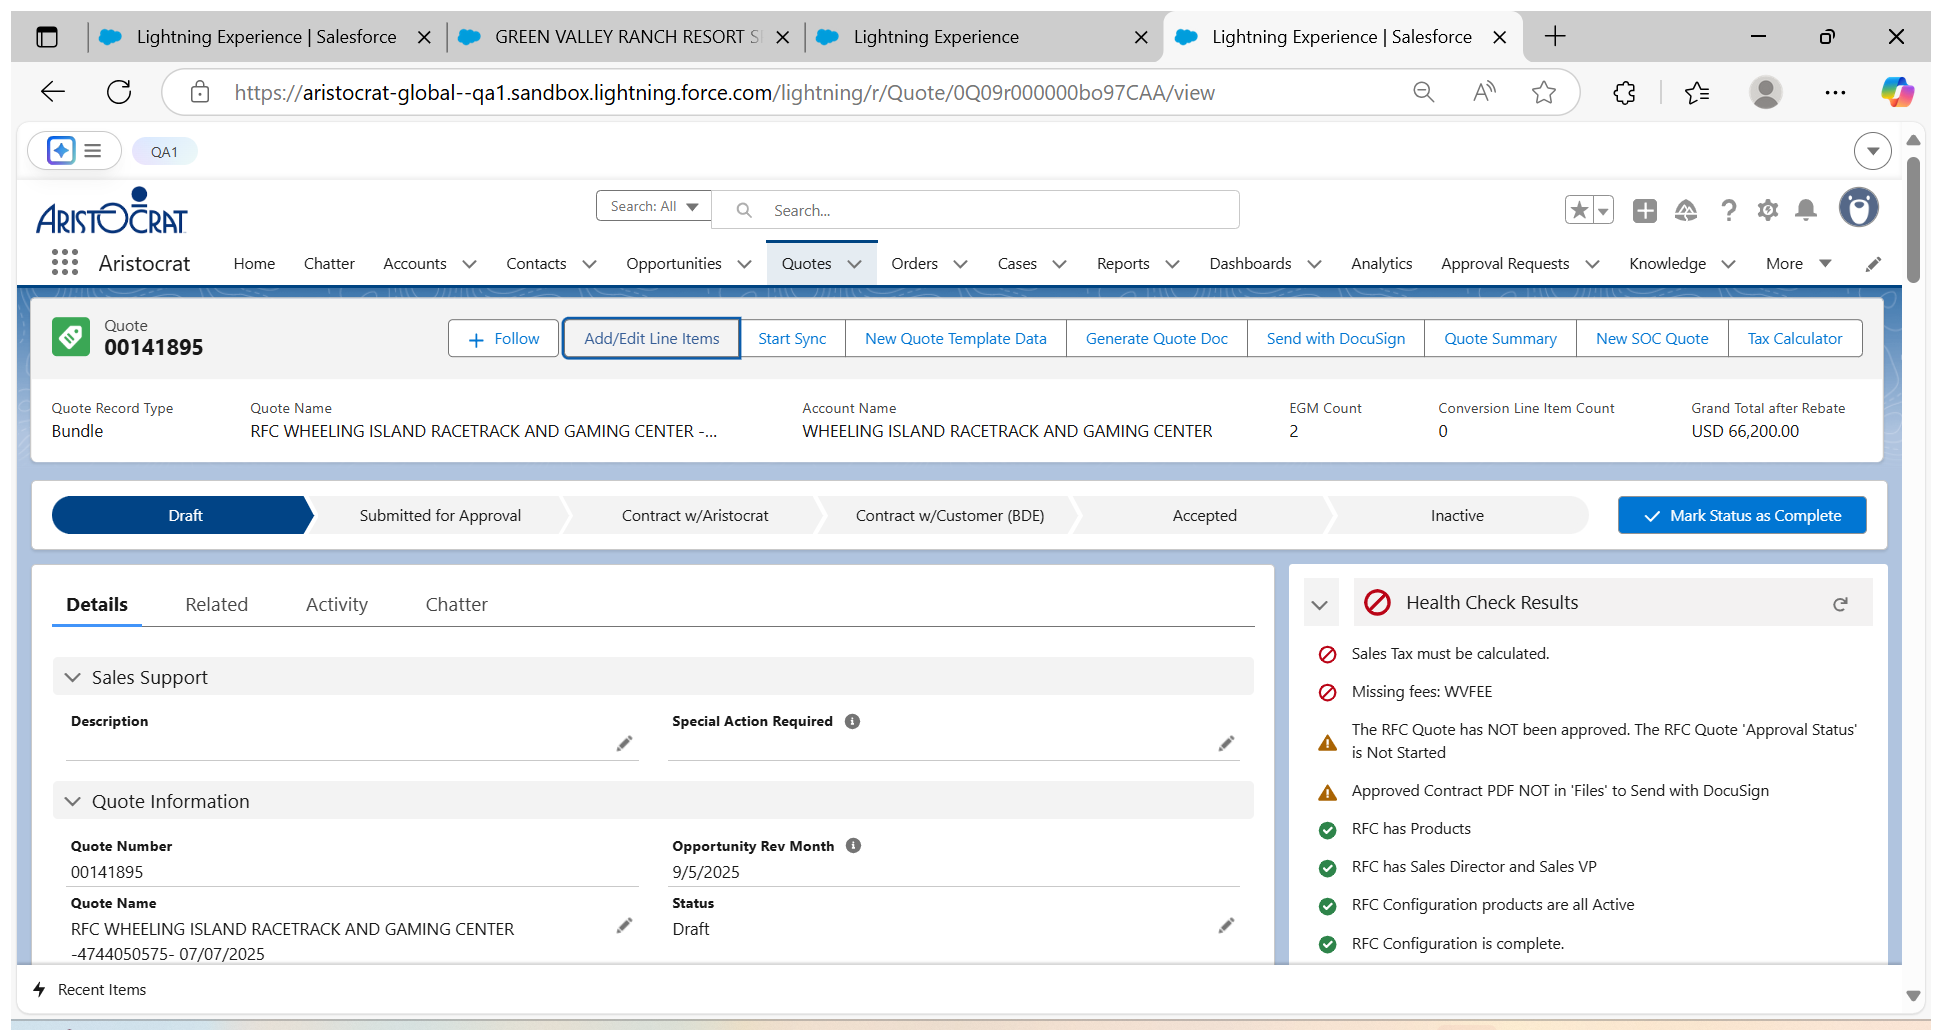 Lightning Experience | Salesforce
GREEN VALLEY RANCH RESORT
Lightning Experience
Lightning Experience | Salesforce
https://aristocrat-global--qa1.sandbox.lightning.force.com/lightning/r/Quote/0Q09r000000bo97CAA/view
QA1
ARISTOCRAT
Search: All
Search...
Aristocrat
Home
Chatter
Accounts
Contacts
Opportunities
Quotes
Orders
Cases
Reports
Dashboards
Analytics
Approval Requests
Knowledge
More
Quote
00141895
Follow
Add/Edit Line Items
Start Sync
New Quote Template Data
Generate Quote Doc
Send with DocuSign
Quote Summary
New SOC Quote
Tax Calculator
Quote Record Type
Bundle
Quote Name
RFC WHEELING ISLAND RACETRACK AND GAMING CENTER -...
Account Name
WHEELING ISLAND RACETRACK AND GAMING CENTER
EGM Count
2
Conversion Line Item Count
0
Grand Total after Rebate
USD 66,200.00
Draft
Submitted for Approval
Contract w/Aristocrat
Contract w/Customer (BDE)
Accepted
Inactive
Mark Status as Complete
Details
Related
Activity
Chatter
Sales Support
Description
Special Action Required
Quote Information
Quote Number
00141895
Opportunity Rev Month
9/5/2025
Quote Name
RFC WHEELING ISLAND RACETRACK AND GAMING CENTER
-4744050575- 07/07/2025
Status
Draft
Health Check Results
Sales Tax must be calculated.
Missing fees: WVFEE
The RFC Quote has NOT been approved. The RFC Quote 'Approval Status'
is Not Started
Approved Contract PDF NOT in 'Files' to Send with DocuSign
RFC has Products
RFC has Sales Director and Sales VP
RFC Configuration products are all Active
RFC Configuration is complete.
Recent Items